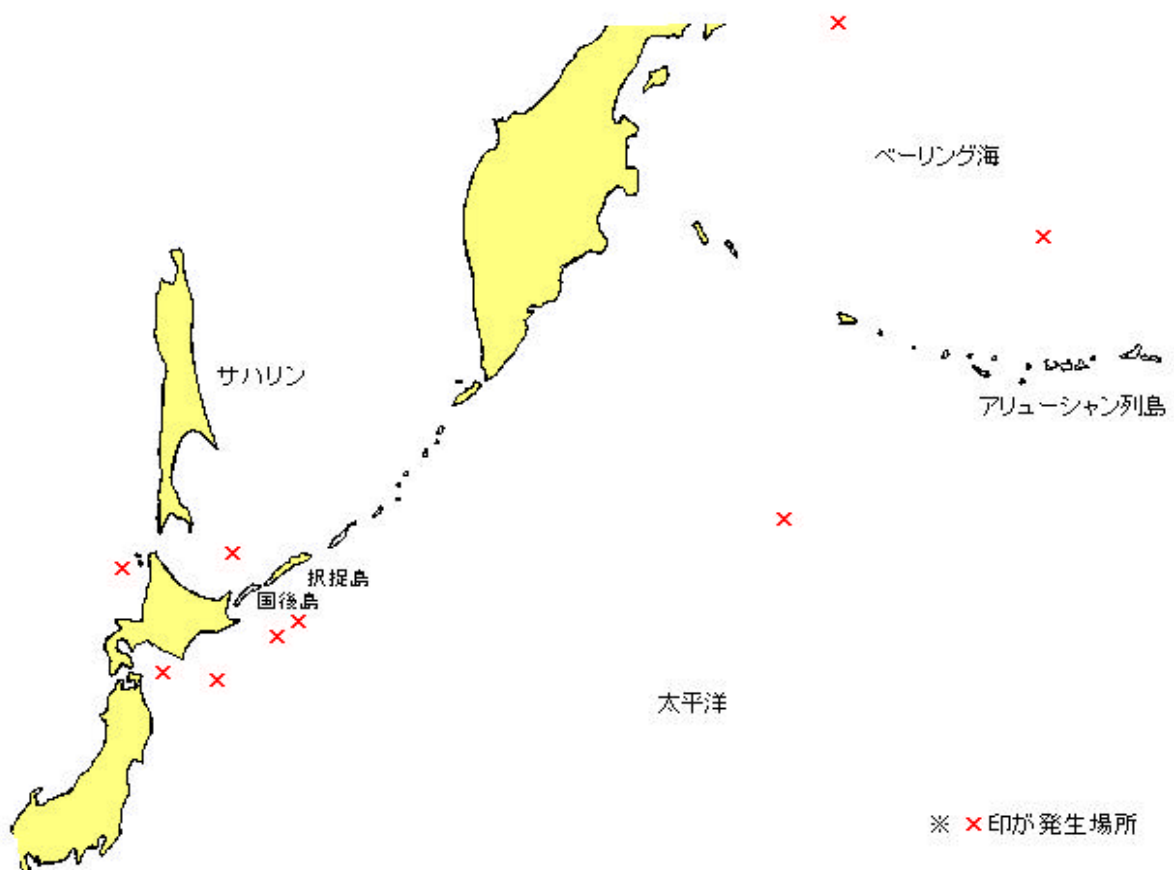 ベーリング海
サハリン
アリューシャン列島
択捉島
国後島
太平洋
※ ×印が発生場所